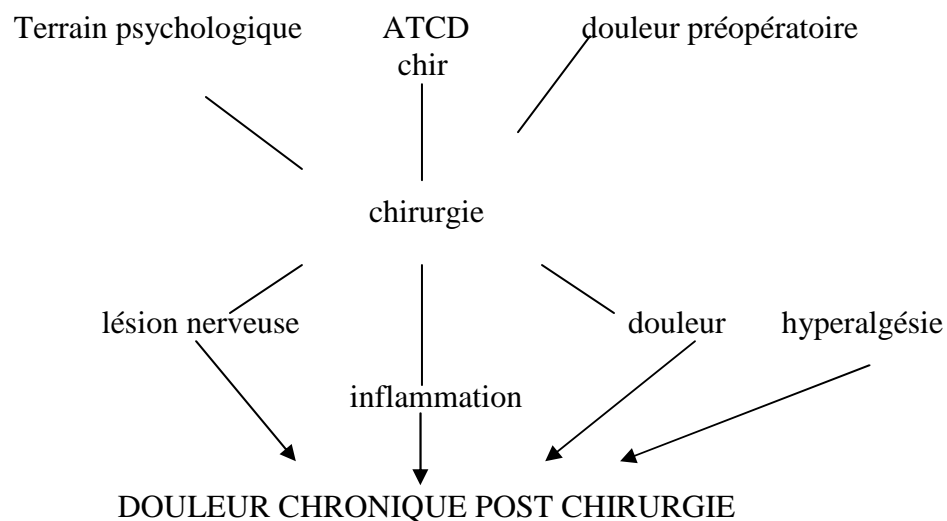 Terrain psychologique ATCD douleur préopératoire
chir
chirurgie
lésion nerveuse douleur hyperalgésie
inflammation
DOULEUR CHRONIQUE POST CHIRURGIE